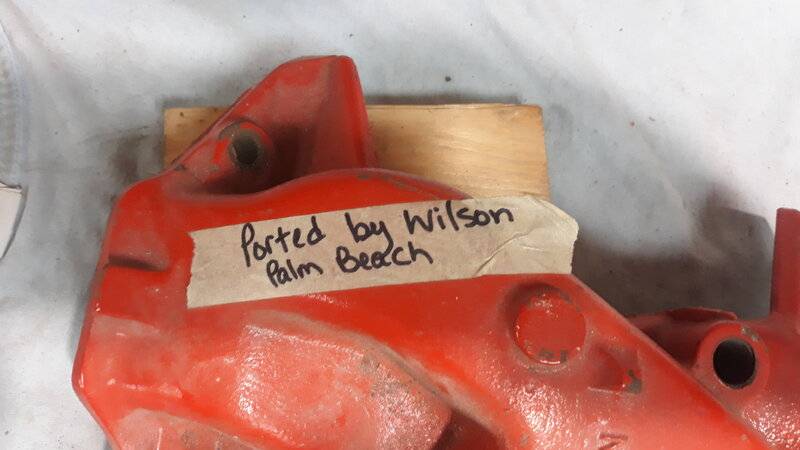 Ported by Wilson
Palm Beach